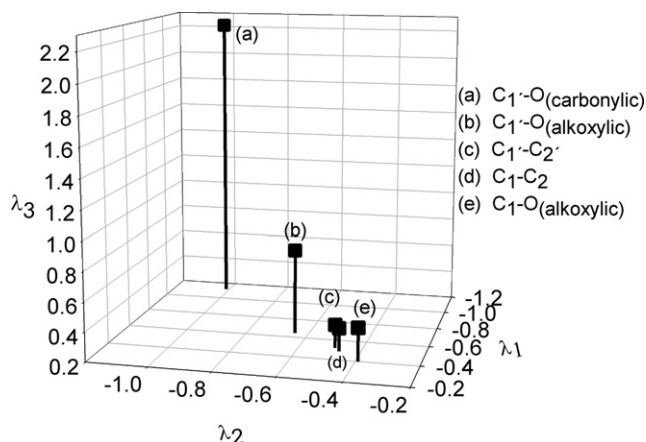 2.2
2.0
1.8
1.6
1.4
1.2
1.0
0.8
0.6
0.4
0.2
λ3
-1.0
-0.8
-0.6
-0.4
-0.2
λ2
-1.2
-1.0
-0.8
-0.6
-0.4
-0.2
λ1
(a)
(b)
(c)
(d)
(e)
(a) C1´-O(carbonylic)
(b) C1´-O(alkoxylic)
(c) C1´-C2´
(d) C1-C2
(e) C1-O(alkoxylic)